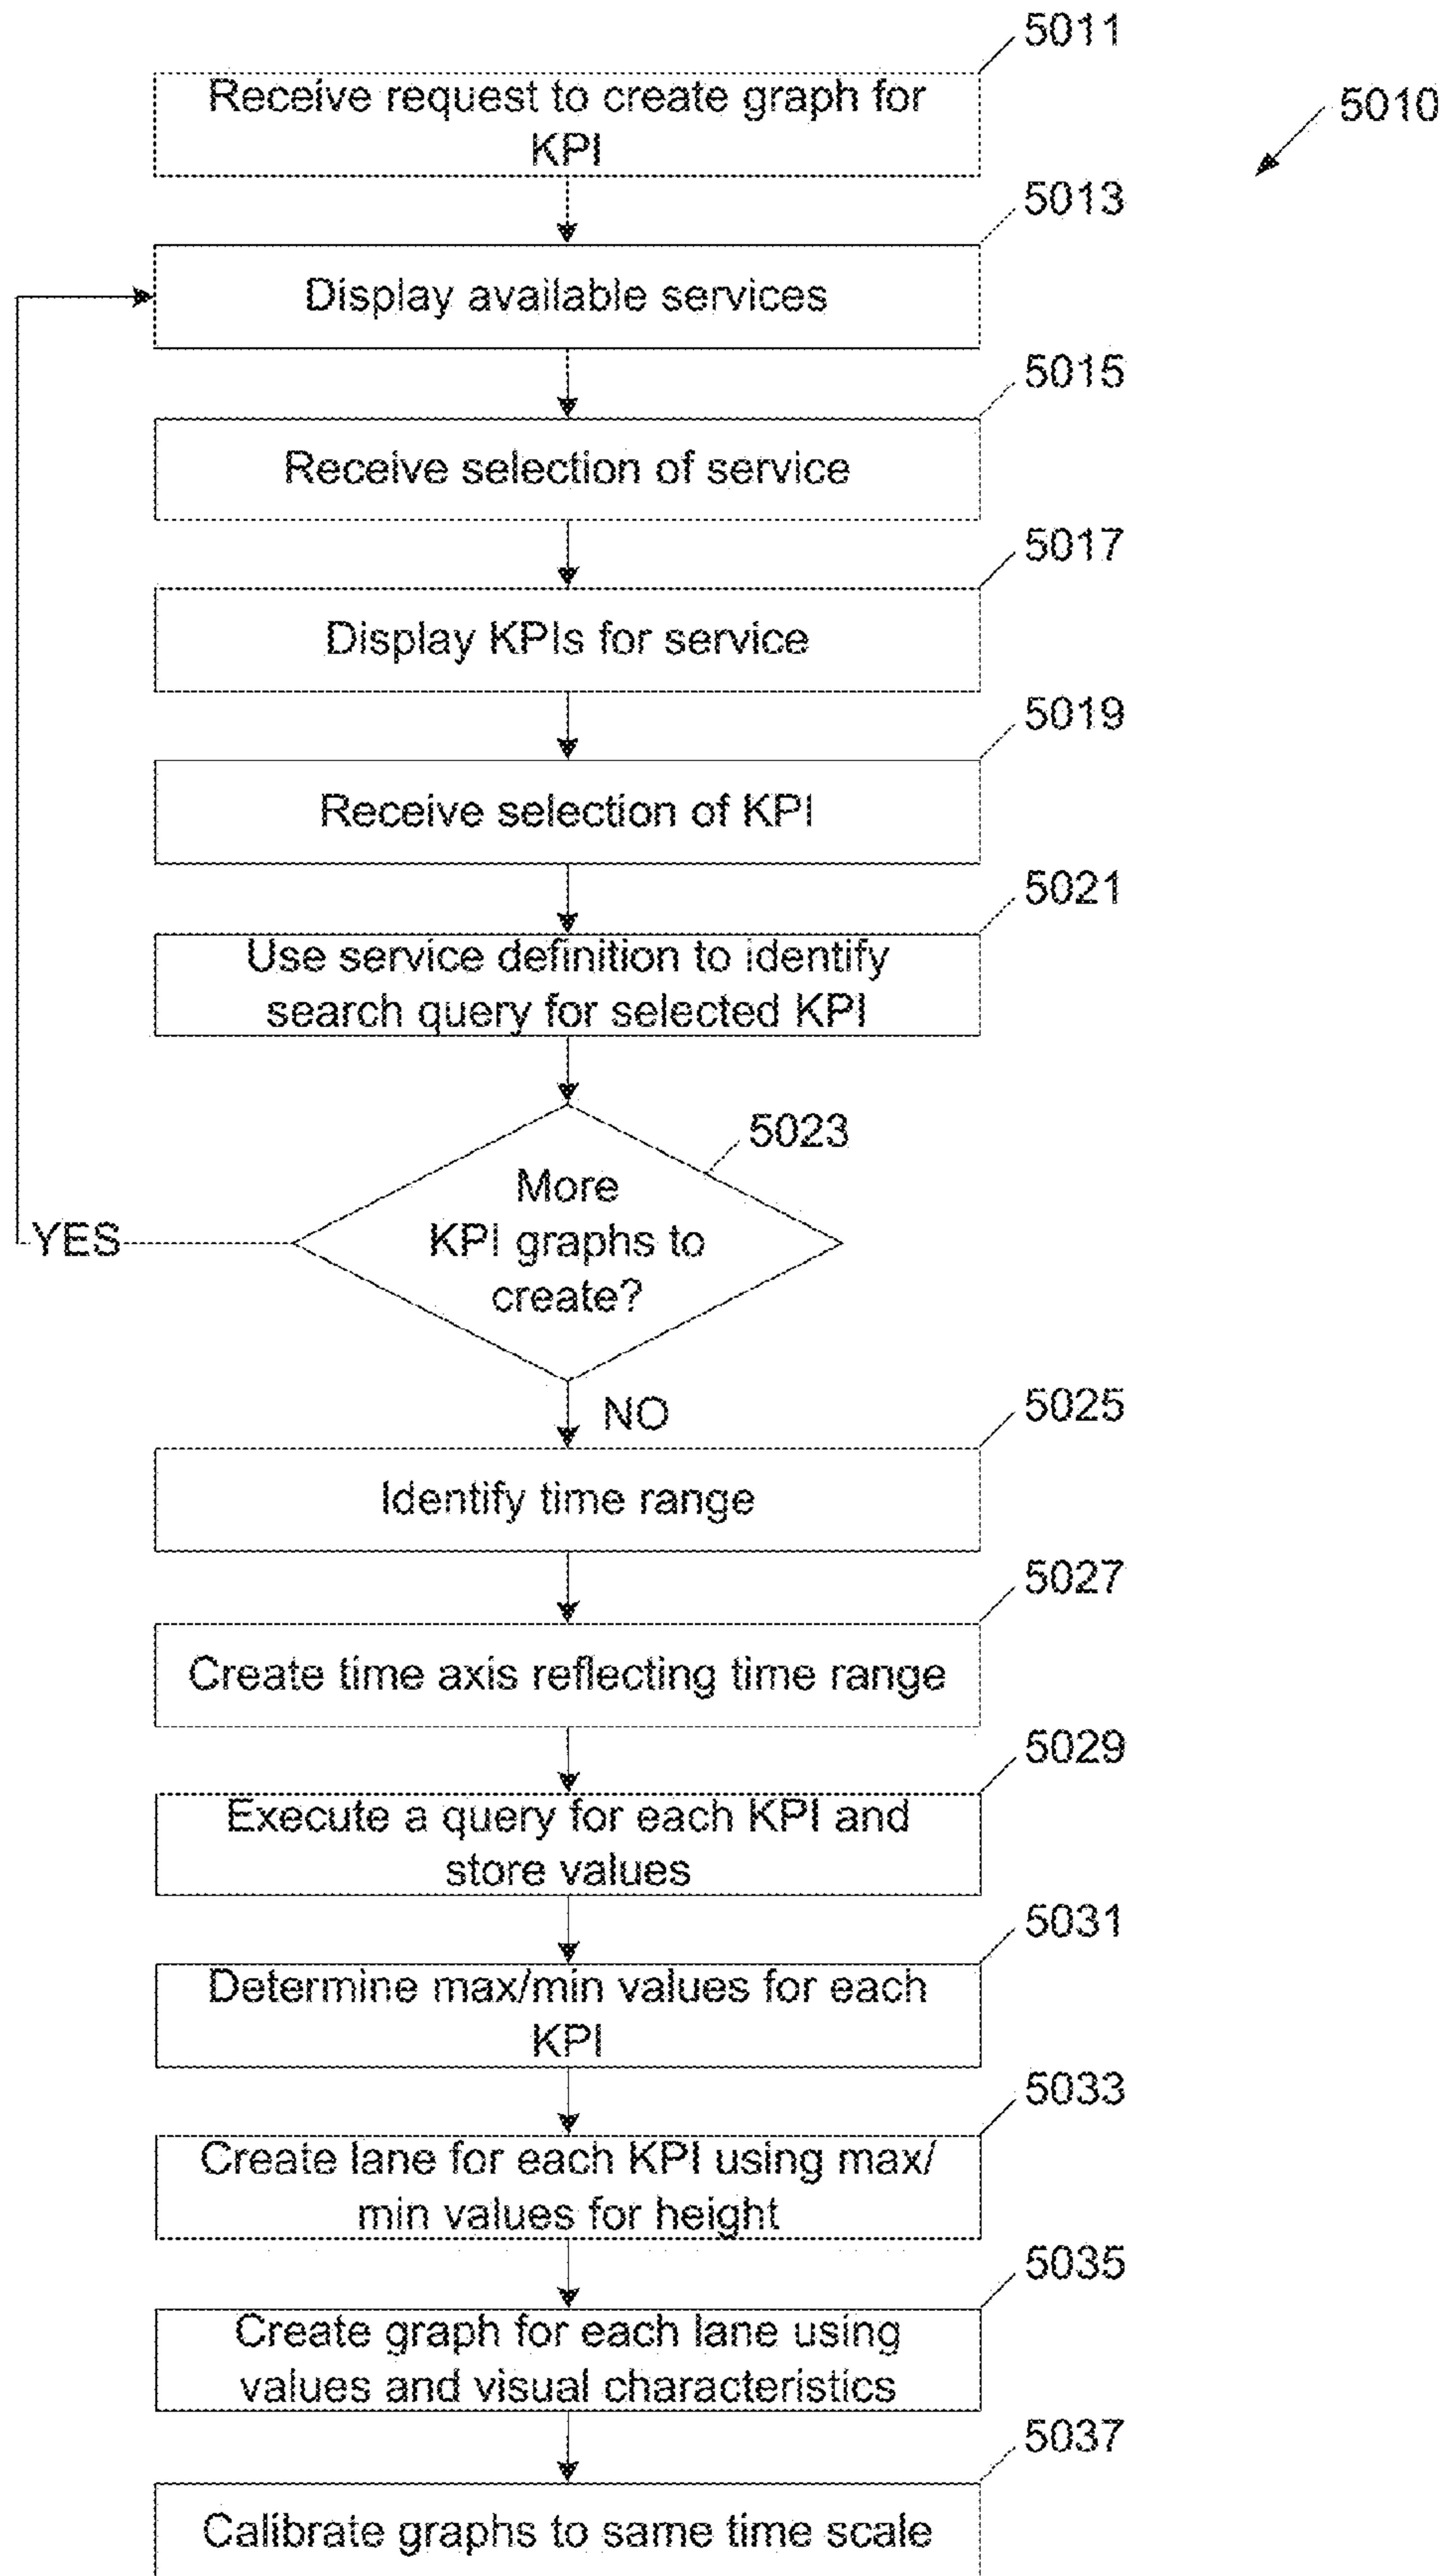 5011
Receive request to create graph for
KPI
5010
5013
Display available services
5015
Receive selection of service
5017
Display KPIs for service
5019
Receive selection of KPI
5021
Use service definition to identify
search query for selected KPI
5023
More
KPI graphs to
create?
YES
NO
5025
Identify time range
5027
Create time axis reflecting time range
5029
Execute a query for each KPI and
store values
5031
Determine max/min values for each
KPI
5033
Create lane for each KPI using max/
min values for height
5035
Create graph for each lane using
values and visual characteristics
5037
Calibrate graphs to same time scale